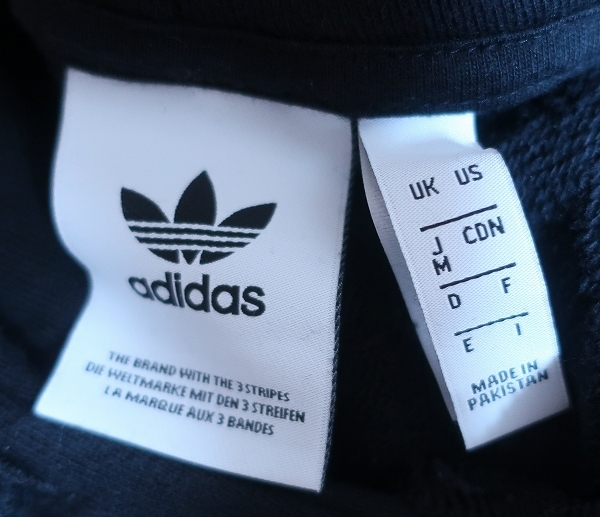 adidas
THE BRAND WITH THE 3 STRIPES
DIE WELTMARKE MIT DEN 3 STREIFEN
LA MARQUE AUX 3 BANDES
UK US
J CDN
M
D F
E I
MADE IN
PAKISTAN